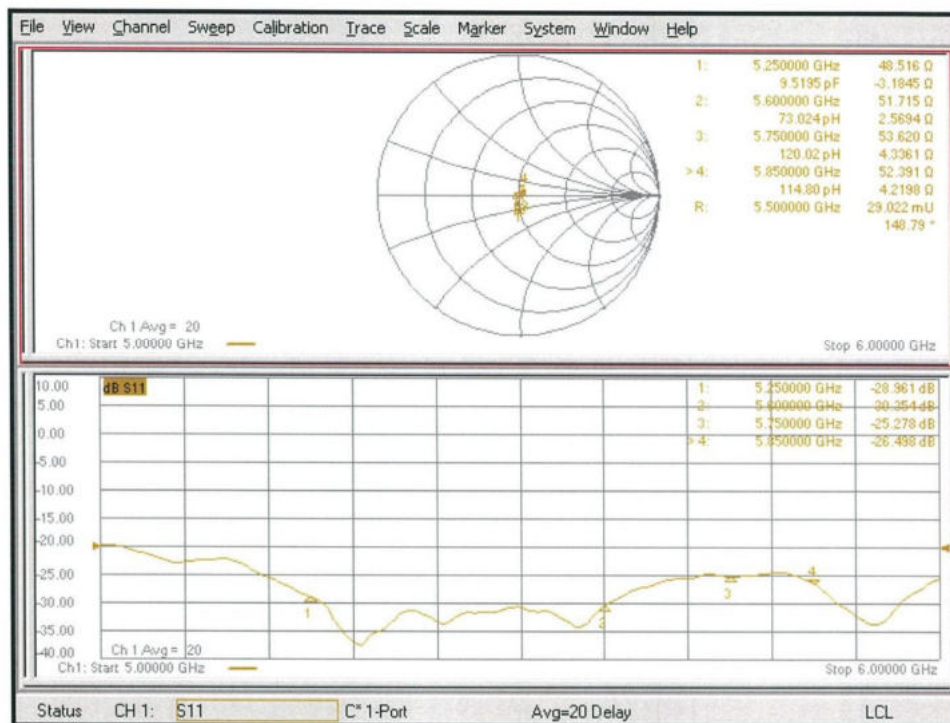 File View Channel Sweep Calibration Trace Scale Marker System Window Help
1: 5.250000 GHz 48.516 Ω
9.5195 pF -3.1845 Ω
2: 5.600000 GHz 51.715 Ω
73.024 pH 2.5694 Ω
3: 5.750000 GHz 53.620 Ω
120.02 pH 4.3361 Ω
> 4: 5.850000 GHz 52.391 Ω
114.80 pH 4.2198 Ω
R: 5.500000 GHz 29.022 mU
148.79 °
Ch 1 Avg = 20
Ch1: Start 5.00000 GHz
Stop 6.00000 GHz
10.00
5.00
0.00
-5.00
-10.00
-15.00
-20.00
-25.00
-30.00
-35.00
-40.00
dB S11
1: 5.250000 GHz -28.961 dB
2: 5.600000 GHz -30.354 dB
3: 5.750000 GHz -25.278 dB
> 4: 5.850000 GHz -26.498 dB
1
2
3
4
Ch 1 Avg = 20
Ch1: Start 5.00000 GHz
Stop 6.00000 GHz
Status CH 1: S11 C* 1-Port Avg=20 Delay LCL